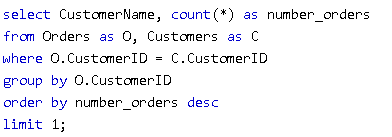 select CustomerName, count(*) as number_orders
from Orders as O, Customers as C
where O.CustomerID = C.CustomerID
group by O.CustomerID
order by number_orders desc
limit 1;